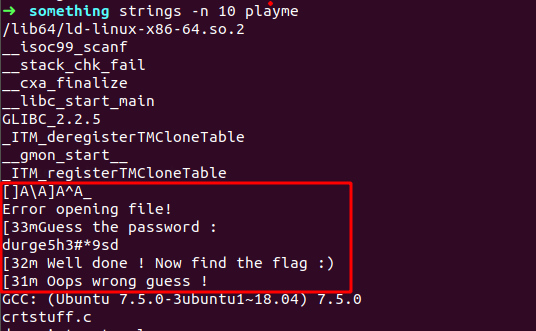 ➜ something strings -n 10 playme
/lib64/ld-linux-x86-64.so.2
__isoc99_scanf
__stack_chk_fail
__cxa_finalize
__libc_start_main
GLIBC_2.2.5
_ITM_deregisterTMCloneTable
__gmon_start__
_ITM_registerTMCloneTable
[]A\A]A^A_
Error opening file!
[33mGuess the password :
durge5h3#*9sd
[32m Well done ! Now find the flag :)
[31m Oops wrong guess !
GCC: (Ubuntu 7.5.0-3ubuntu1~18.04) 7.5.0
crtstuff.c